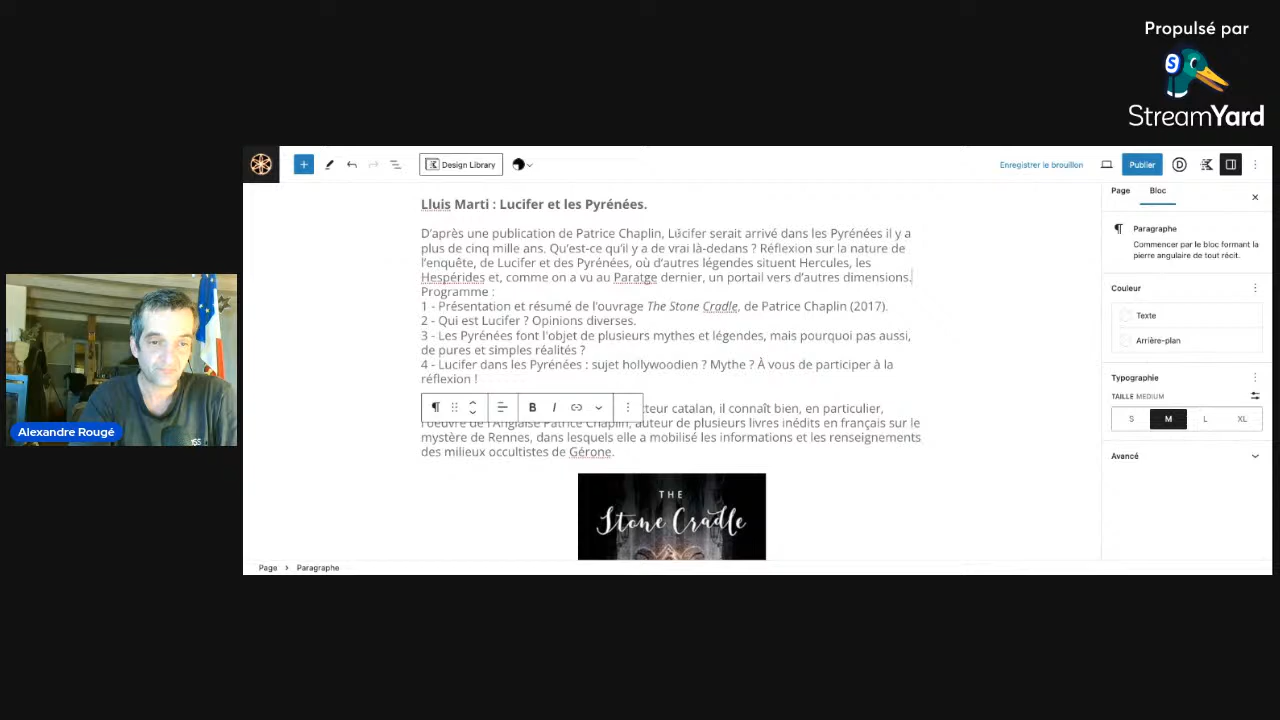 Propulsé par
StreamYard
Design Library
Enregistrer le brouillon
Publier
Page
Bloc
Lluis Marti : Lucifer et les Pyrénées.
D'après une publication de Patrice Chaplin, Lucifer serait arrivé dans les Pyrénées il y a
plus de cinq mille ans. Qu'est-ce qu'il y a de vrai là-dedans ? Réflexion sur la nature de
l'enquête, de Lucifer et des Pyrénées, où d'autres légendes situent Hercules, les
Hespérides et, comme on a vu au Paratge dernier, un portail vers d'autres dimensions.
Programme :
1 - Présentation et résumé de l'ouvrage The Stone Cradle, de Patrice Chaplin (2017).
2 - Qui est Lucifer ? Opinions diverses.
3 - Les Pyrénées font l'objet de plusieurs mythes et légendes, mais pourquoi pas aussi,
de pures et simples réalités ?
4 - Lucifer dans les Pyrénées : sujet hollywoodien ? Mythe ? À vous de participer à la
réflexion !
B I
cteur catalan, il connaît bien, en particulier,
l'oeuvre de l'Anglaise Patrice Chaplin, auteur de plusieurs livres inédits en français sur le
mystère de Rennes, dans lesquels elle a mobilisé les informations et les renseignements
des milieux occultistes de Gérone.
THE
Stone Cradle
Paragraphe
Commencer par le bloc formant la
pierre angulaire de tout récit.
Couleur
Texte
Arrière-plan
Typographie
TAILLE MEDIUM
S M L XL
Avancé
Page > Paragraphe
Alexandre Rougé